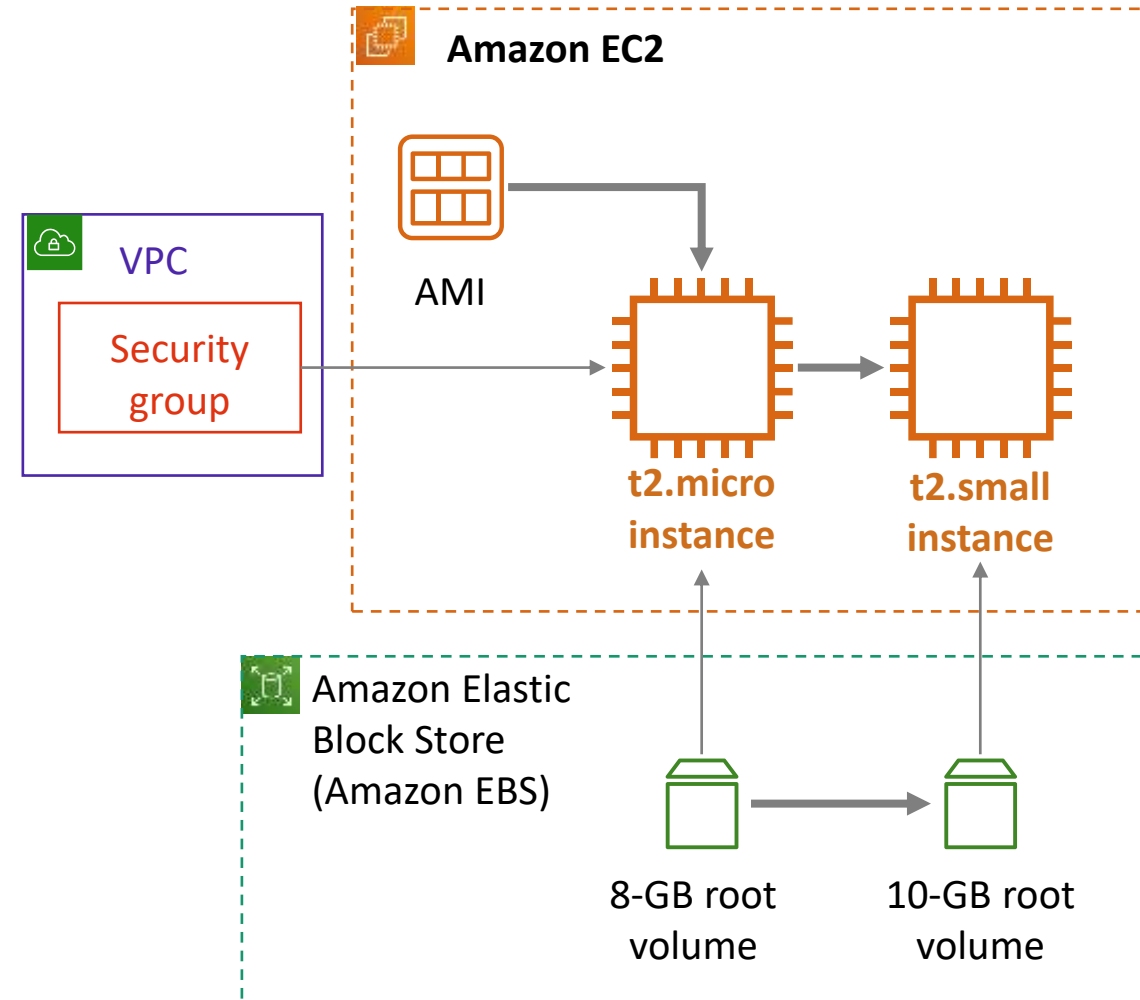 Amazon EC2
AMI
VPC
Security
group
t2.micro
instance
t2.small
instance
Amazon Elastic
Block Store
(Amazon EBS)
8-GB root
volume
10-GB root
volume